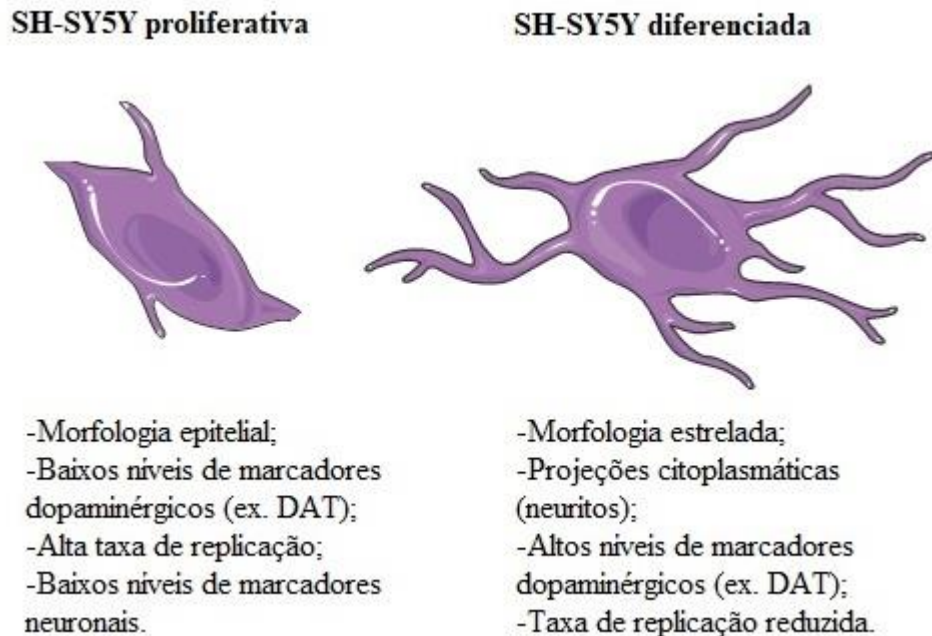 SH-SY5Y proliferativa
SH-SY5Y diferenciada
-Morfologia epitelial;
-Baixos níveis de marcadores
dopaminérgicos (ex. DAT);
-Alta taxa de replicação;
-Baixos níveis de marcadores
neuronais.
-Morfologia estrelada;
-Projeções citoplasmáticas
(neuritos);
-Altos níveis de marcadores
dopaminérgicos (ex. DAT);
-Taxa de replicação reduzida.